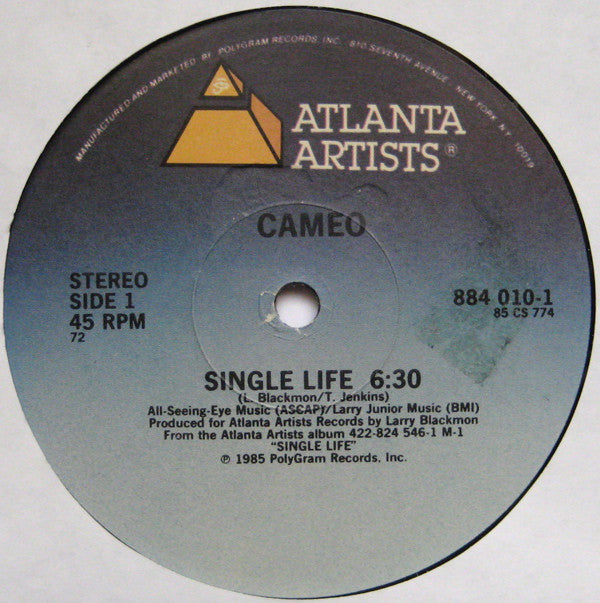 MANUFACTURED AND MARKETED BY POLYGRAM RECORDS, INC. 810 SEVENTH AVENUE, NEW YORK, N.Y. 10019
ATLANTA
ARTISTS®
CAMEO
STEREO
SIDE 1
45 RPM
72
884 010-1
85 CS 774
SINGLE LIFE 6:30
(L. Blackmon/T. Jenkins)
All-Seeing-Eye Music (ASCAP)/Larry Junior Music (BMI)
Produced for Atlanta Artists Records by Larry Blackmon
From the Atlanta Artists album 422-824 546-1 M-1
"SINGLE LIFE"
℗ 1985 PolyGram Records, Inc.